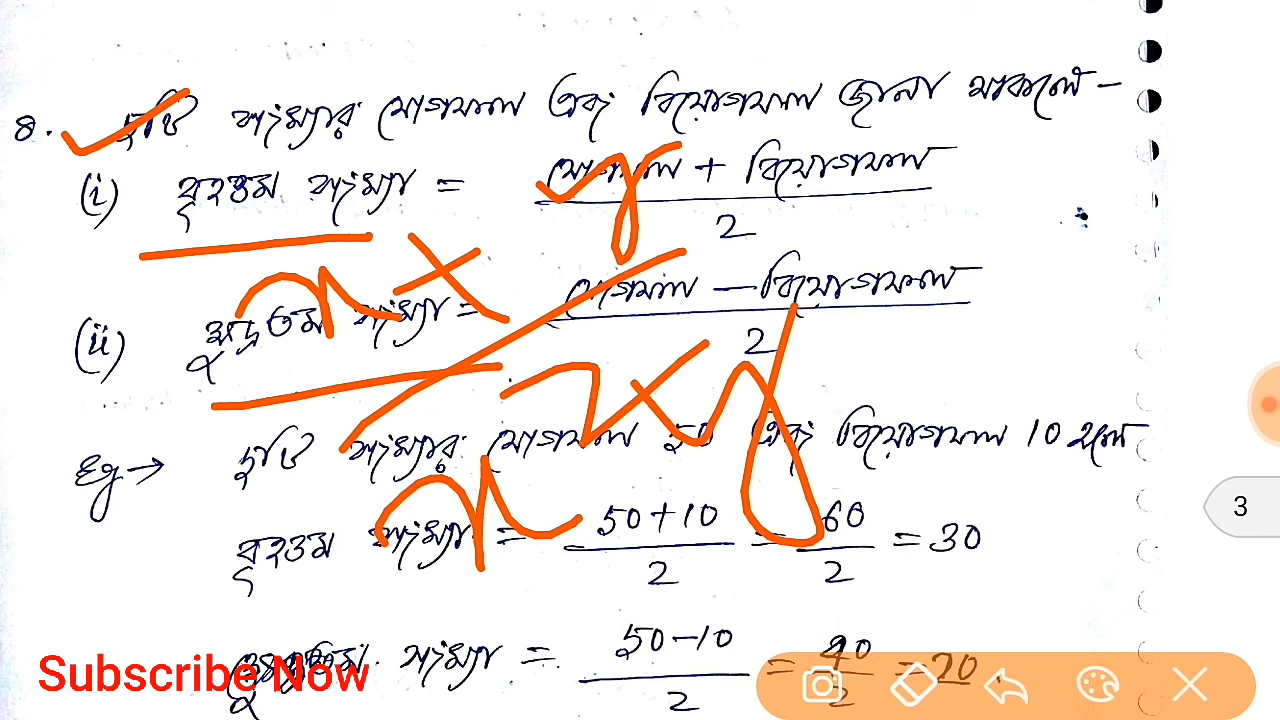 8. দুটি সংখ্যার যোগফল এবং বিয়োগফল জানা থাকলে-
(i) বৃহত্তম সংখ্যা = যোগফল + বিয়োগফল / 2
(ii) ক্ষুদ্রতম সংখ্যা = যোগফল - বিয়োগফল / 2
x + y
x - y
x
Eg → দুটি সংখ্যার যোগফল 50 এবং বিয়োগফল 10 হলে
বৃহত্তম সংখ্যা = 50+10 / 2 = 60 / 2 = 30
সংখ্যা = 50-10 / 2 = 40 / 2 = 20.
Subscribe Now
3